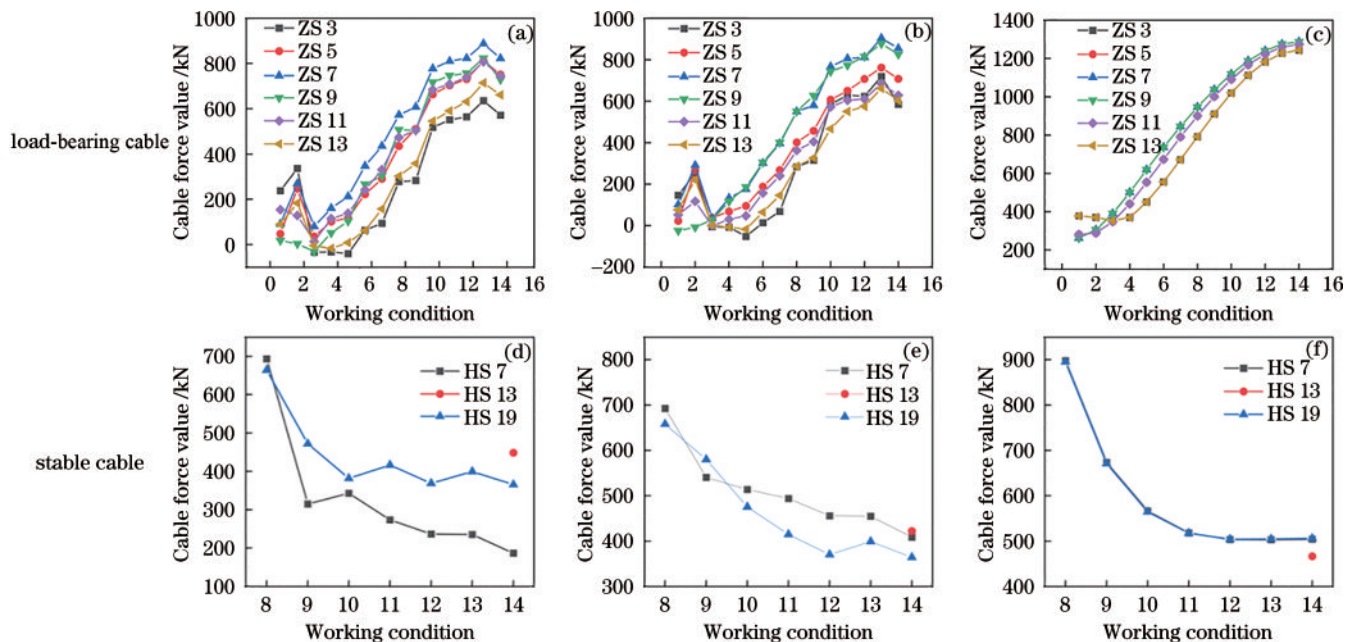 load-bearing cable
Cable force value /kN
1000
800
600
400
200
0
ZS 3
ZS 5
ZS 7
ZS 9
ZS 11
ZS 13
(a)
0 2 4 6 8 10 12 14 16
Working condition
Cable force value /kN
1000
800
600
400
200
0
−200
ZS 3
ZS 5
ZS 7
ZS 9
ZS 11
ZS 13
(b)
0 2 4 6 8 10 12 14 16
Working condition
Cable force value /kN
1400
1200
1000
800
600
400
200
ZS 3
ZS 5
ZS 7
ZS 9
ZS 11
ZS 13
(c)
0 2 4 6 8 10 12 14 16
Working condition
stable cable
Cable force value /kN
700
600
500
400
300
200
100
HS 7
HS 13
HS 19
(d)
8 9 10 11 12 13 14
Working condition
Cable force value /kN
800
700
600
500
400
300
HS 7
HS 13
HS 19
(e)
8 9 10 11 12 13 14
Working condition
Cable force value /kN
900
800
700
600
500
400
HS 7
HS 13
HS 19
(f)
8 9 10 11 12 13 14
Working condition